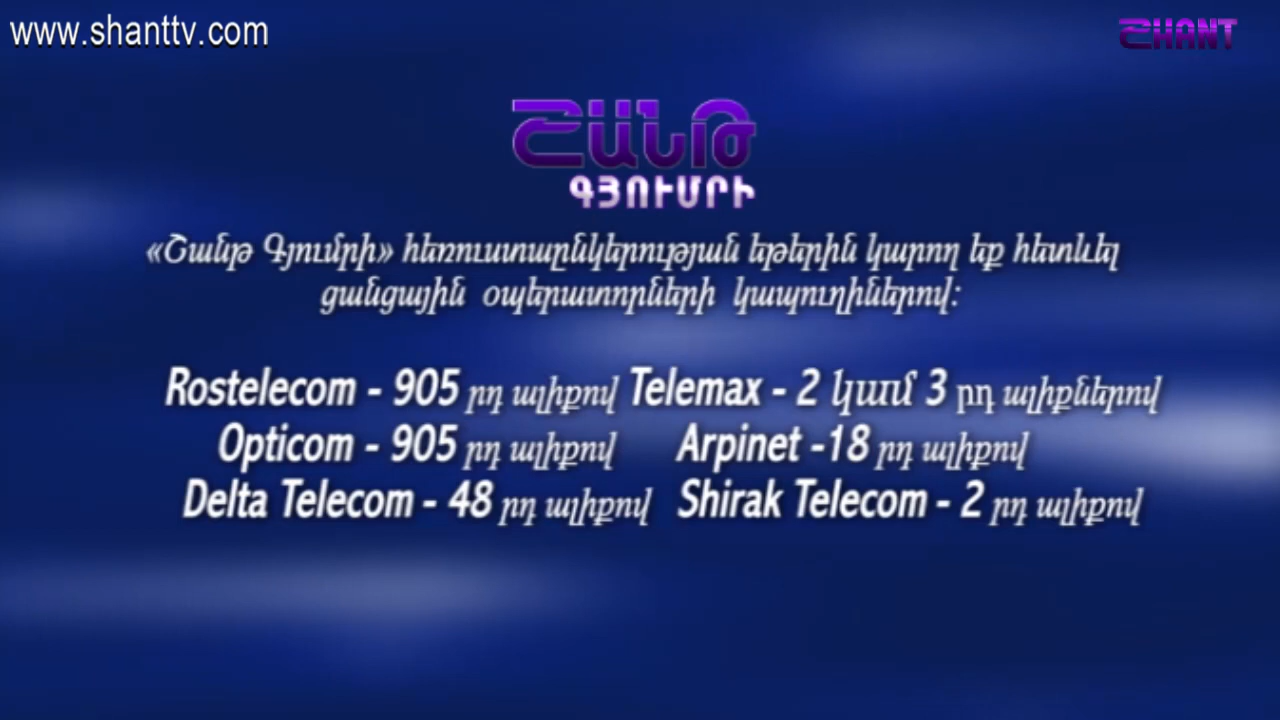 www.shanttv.com
SHANT
ՇԱՆԹ
ԳՅՈՒՄՐԻ
«Շանթ Գյումրի» հեռուստաընկերության եթերին կարող եք հետևել
ցանցային օպերատորների կապուղիներով:
Rostelecom - 905 րդ ալիքով Telemax - 2 կամ 3 րդ ալիքներով
Opticom - 905 րդ ալիքով Arpinet -18 րդ ալիքով
Delta Telecom - 48 րդ ալիքով Shirak Telecom - 2 րդ ալիքով